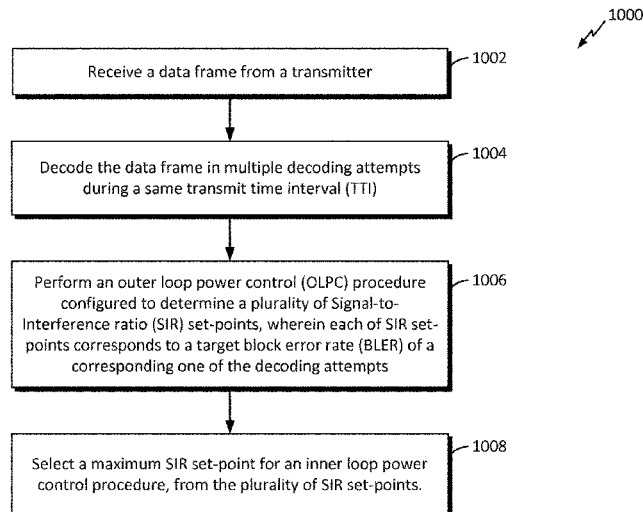 1000
Receive a data frame from a transmitter
1002
Decode the data frame in multiple decoding attempts
during a same transmit time interval (TTI)
1004
Perform an outer loop power control (OLPC) procedure
configured to determine a plurality of Signal-to-
Interference ratio (SIR) set-points, wherein each of SIR set-
points corresponds to a target block error rate (BLER) of a
corresponding one of the decoding attempts
1006
Select a maximum SIR set-point for an inner loop power
control procedure, from the plurality of SIR set-points.
1008